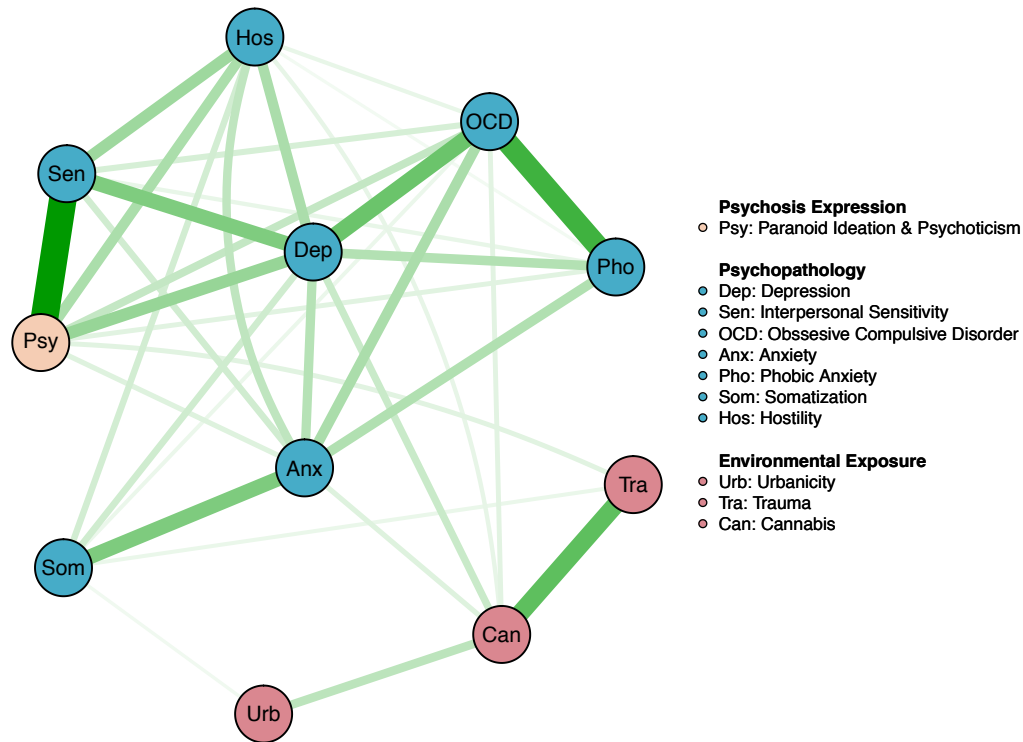 Hos
OCD
Sen
Dep
Pho
Psy
Anx
Tra
Som
Can
Urb
Psychosis Expression
Psy: Paranoid Ideation & Psychoticism
Psychopathology
Dep: Depression
Sen: Interpersonal Sensitivity
OCD: Obssesive Compulsive Disorder
Anx: Anxiety
Pho: Phobic Anxiety
Som: Somatization
Hos: Hostility
Environmental Exposure
Urb: Urbanicity
Tra: Trauma
Can: Cannabis